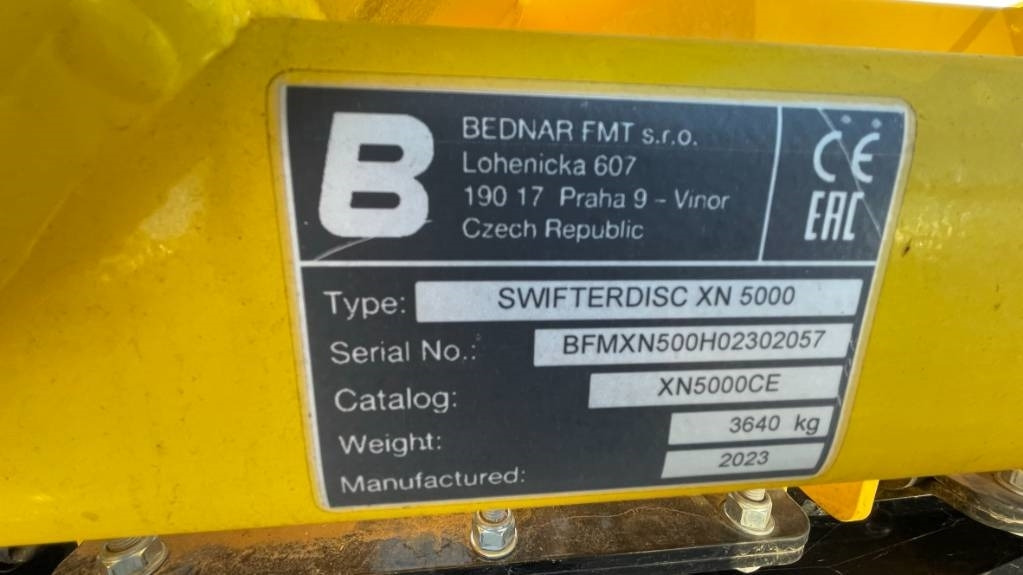 B
BEDNAR FMT s.r.o.
Lohenicka 607
190 17 Praha 9 - Vinor
Czech Republic
CE
EAC
Type: SWIFTERDISC XN 5000
Serial No.: BFMXN500H02302057
Catalog: XN5000CE
Weight: 3640 kg
Manufactured: 2023